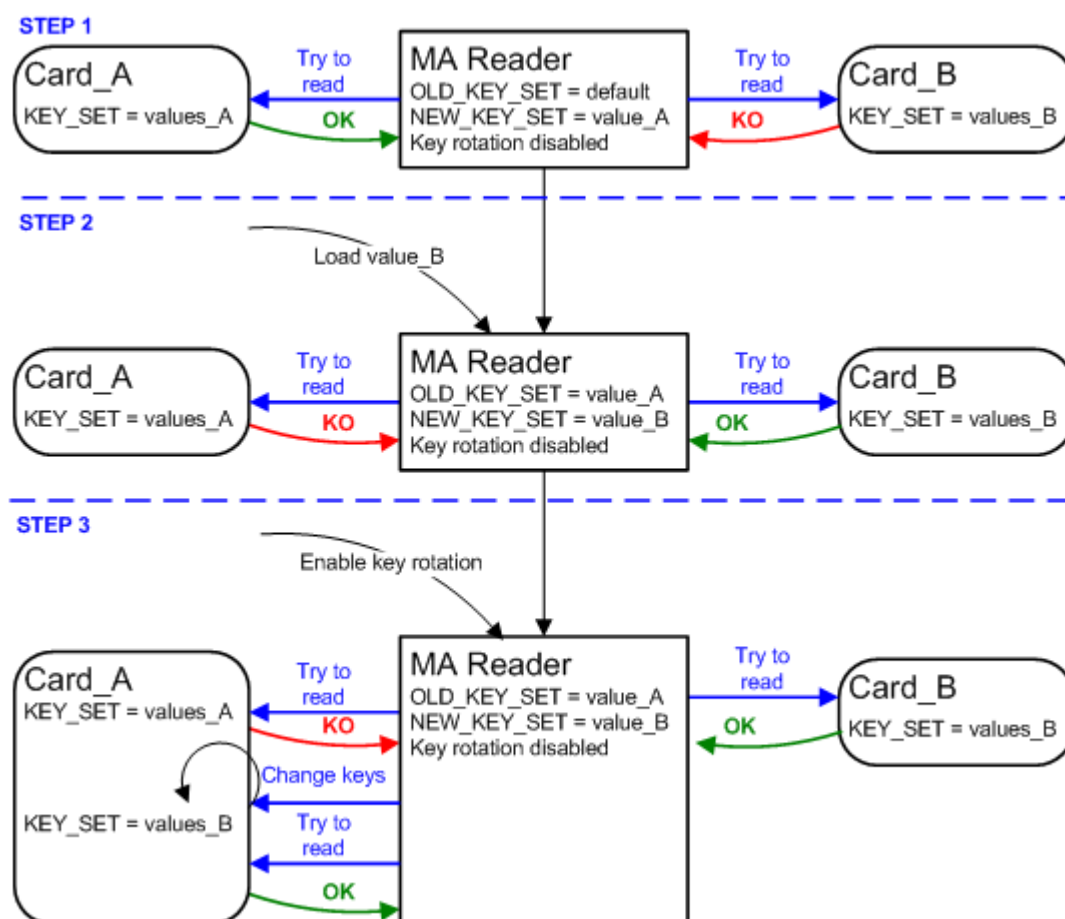 STEP 1
Card_A
KEY_SET = values_A
Try to
read
OK
MA Reader
OLD_KEY_SET = default
NEW_KEY_SET = value_A
Key rotation disabled
Try to
read
KO
Card_B
KEY_SET = values_B
STEP 2
Load value_B
Card_A
KEY_SET = values_A
Try to
read
KO
MA Reader
OLD_KEY_SET = value_A
NEW_KEY_SET = value_B
Key rotation disabled
Try to
read
OK
Card_B
KEY_SET = values_B
STEP 3
Enable key rotation
Card_A
KEY_SET = values_A
KEY_SET = values_B
Try to
read
KO
Change keys
Try to
read
OK
MA Reader
OLD_KEY_SET = value_A
NEW_KEY_SET = value_B
Key rotation disabled
Try to
read
OK
Card_B
KEY_SET = values_B